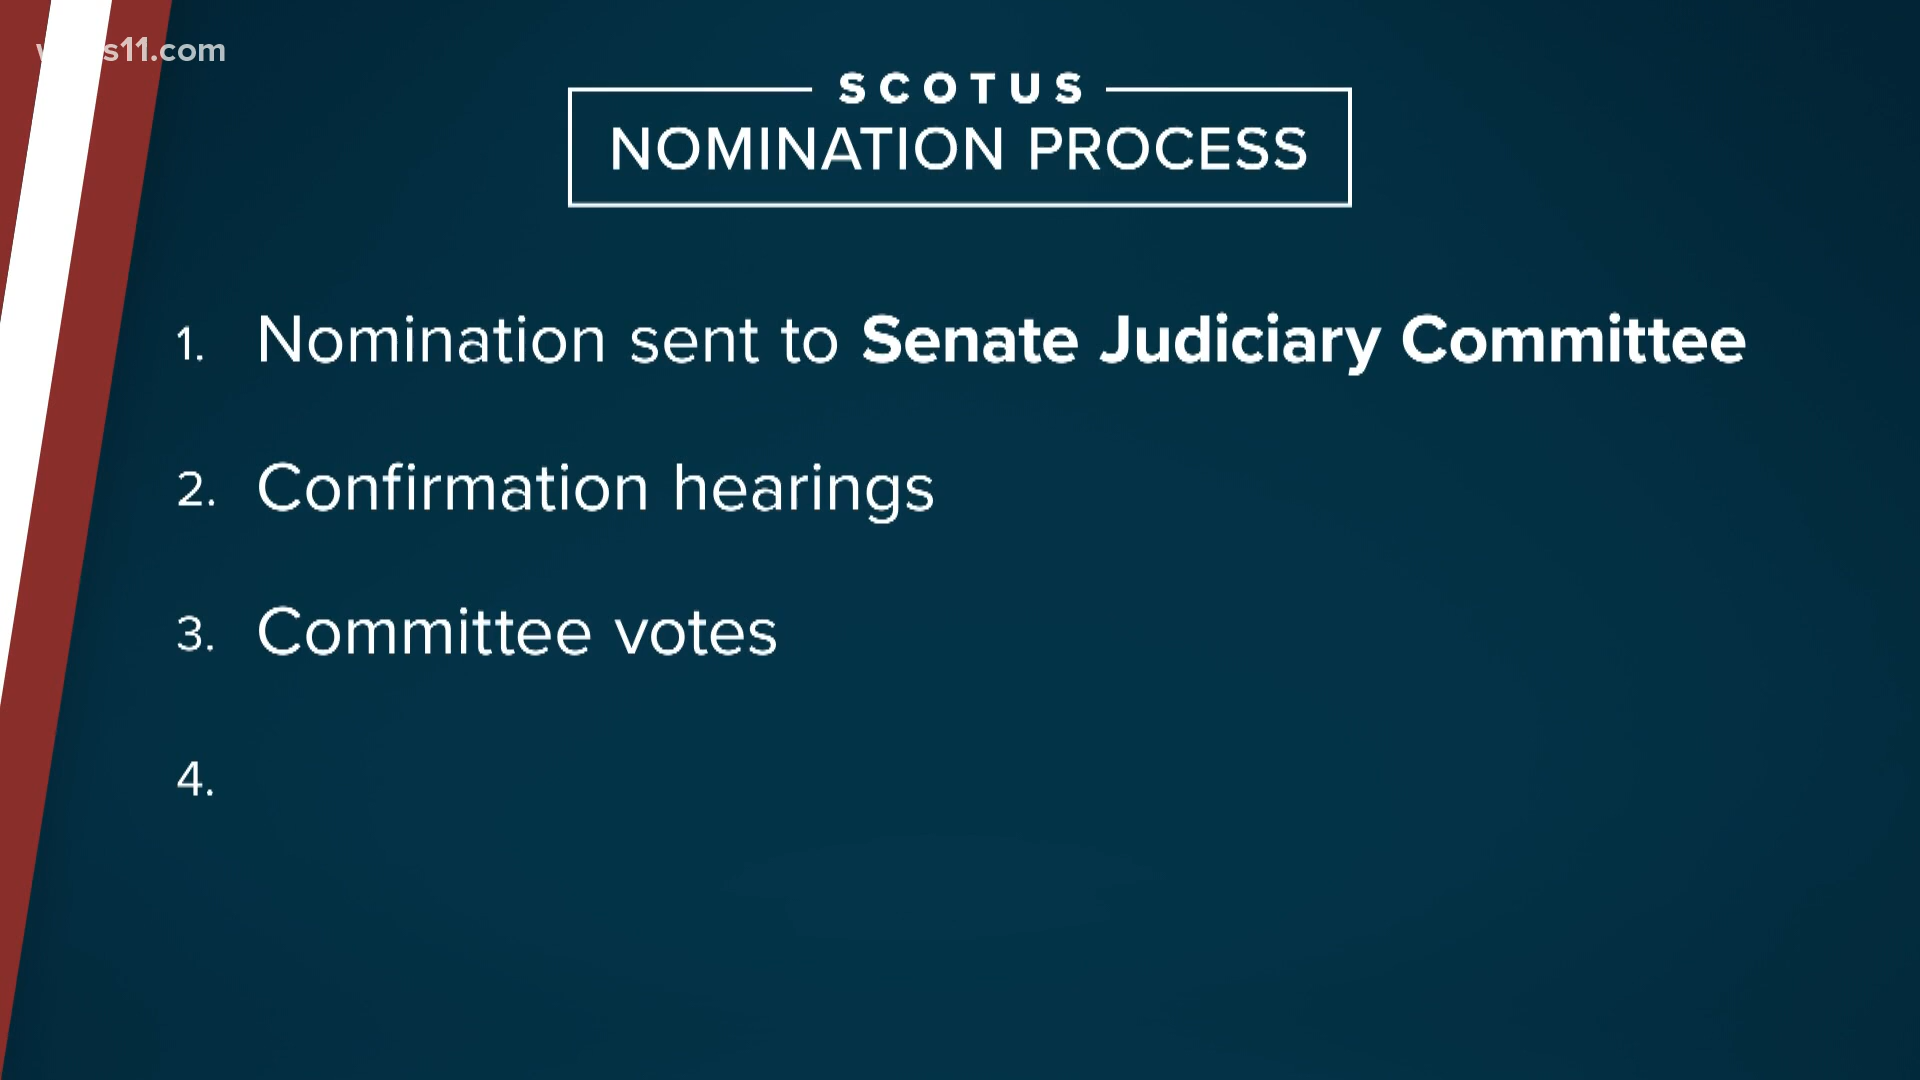 s11.com
SCOTUS
NOMINATION PROCESS
1. Nomination sent to Senate Judiciary Committee
2. Confirmation hearings
3. Committee votes
4.